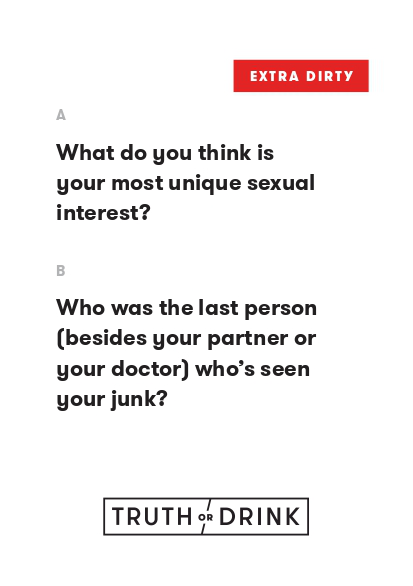 EXTRA DIRTY
A
What do you think is
your most unique sexual
interest?
B
Who was the last person
(besides your partner or
your doctor) who's seen
your junk?
TRUTH OR DRINK